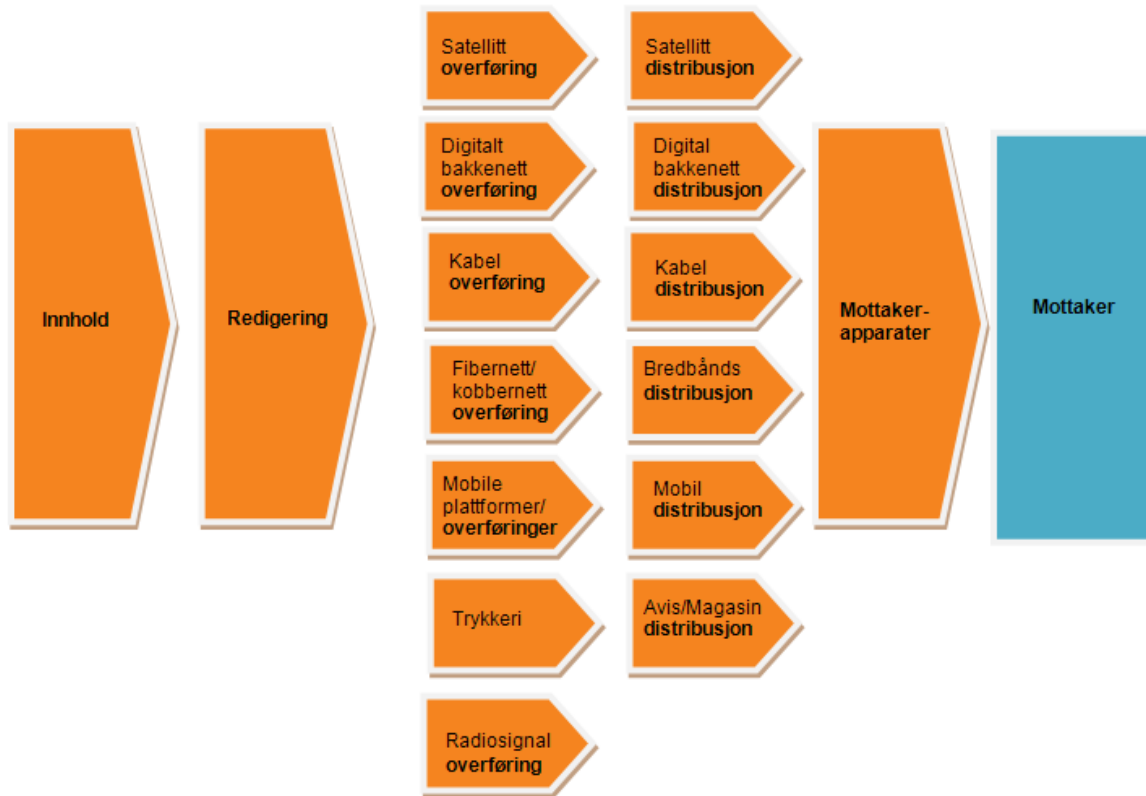 Innhold
Redigering
Satellitt
overføring
Digitalt
bakkenett
overføring
Kabel
overføring
Fibernett/
kobbernett
overføring
Mobile
plattformer/
overføringer
Trykkeri
Radiosignal
overføring
Satellitt
distribusjon
Digital
bakkenett
distribusjon
Kabel
distribusjon
Bredbånds
distribusjon
Mobil
distribusjon
Avis/Magasin
distribusjon
Mottaker-
apparater
Mottaker